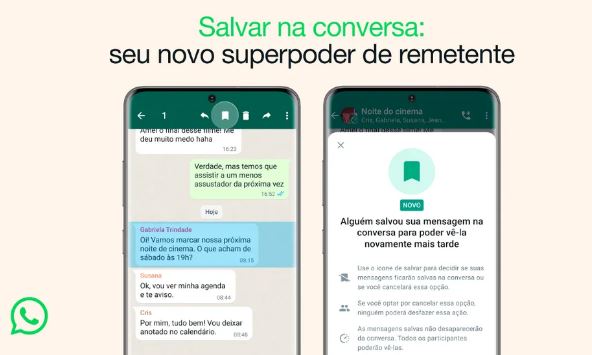 Salvar na conversa:
seu novo superpoder de remetente
1
Amei o final desse filme! Me
deu muito medo haha
16:23
Verdade, mas temos que
assistir a um menos
assustador da próxima vez
16:52
Hoje
Gabriela Trindade
Oi! Vamos marcar nossa próxima
noite de cinema. O que acham de
sábado às 19h?
08:15
Susana
Ok, vou ver minha agenda
e te aviso.
08:44
Cris
Por mim, tudo bem! Vou deixar
anotado no calendário.
08:46
Noite do cinema
Cris, Gabriela, Susana, Jean...
NOVO
Alguém salvou sua mensagem na
conversa para poder vê-la
novamente mais tarde
Use o ícone de salvar para decidir se suas
mensagens ficarão salvas na conversa ou
se você cancelará essa opção.
Se você optar por cancelar essa opção,
ninguém poderá desfazer essa ação.
As mensagens salvas não desaparecerão
da conversa. Todos os participantes
poderão vê-las.